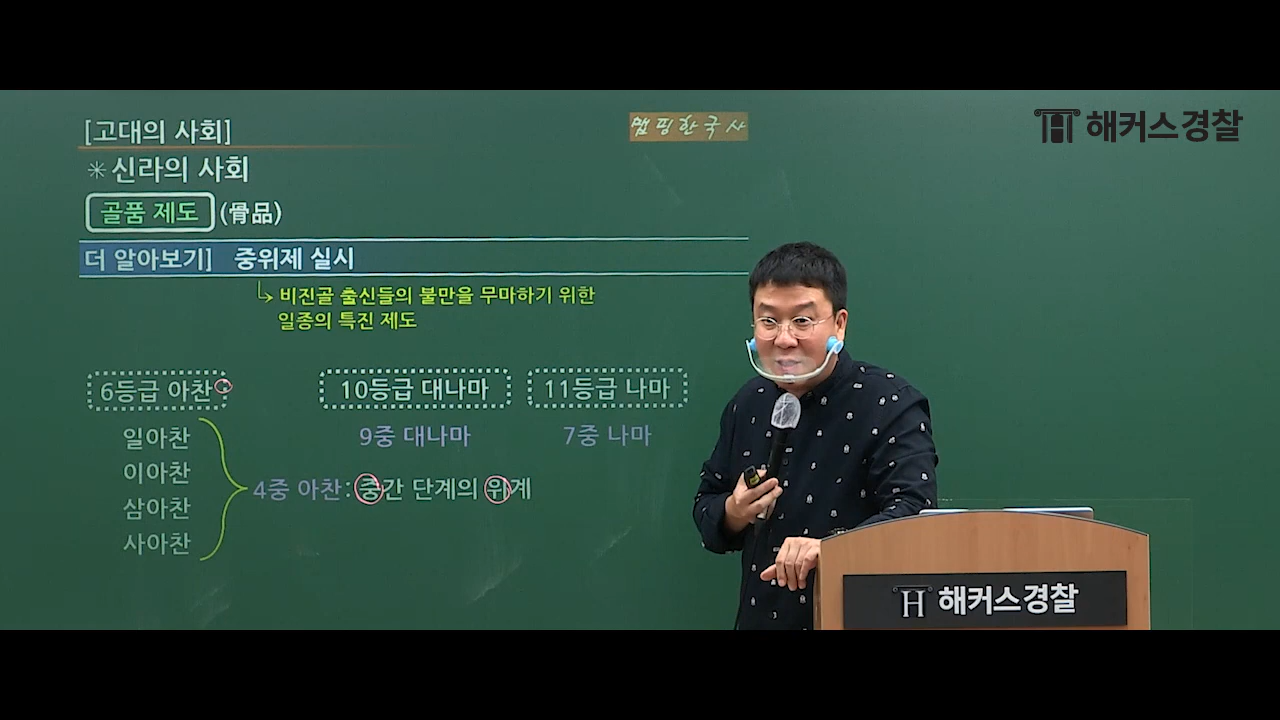 [고대의 사회]
쨈핑한국사
해커스경찰
✳ 신라의 사회
골품 제도 (骨品)
더 알아보기] 중위제 실시
↳ 비진골 출신들의 불만을 무마하기 위한
일종의 특진 제도
6등급 아찬
10등급 대나마
11등급 나마
일아찬
9중 대나마
7중 나마
이아찬
4중 아찬: 중간 단계의 위계
삼아찬
사아찬
H 해커스경찰